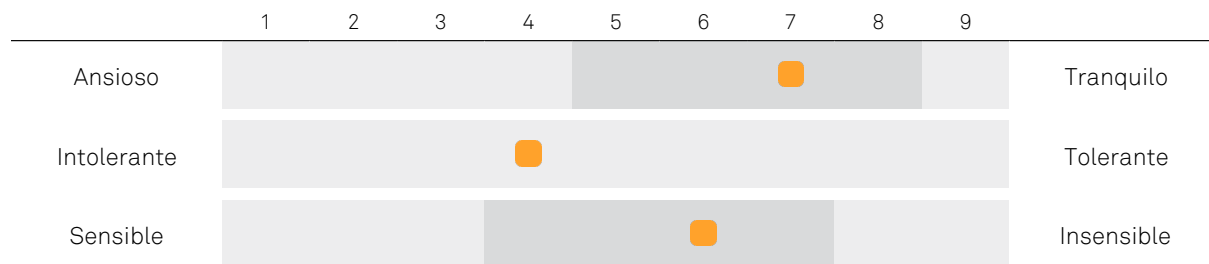 1 2 3 4 5 6 7 8 9
Ansioso Tranquilo
Intolerante Tolerante
Sensible Insensible